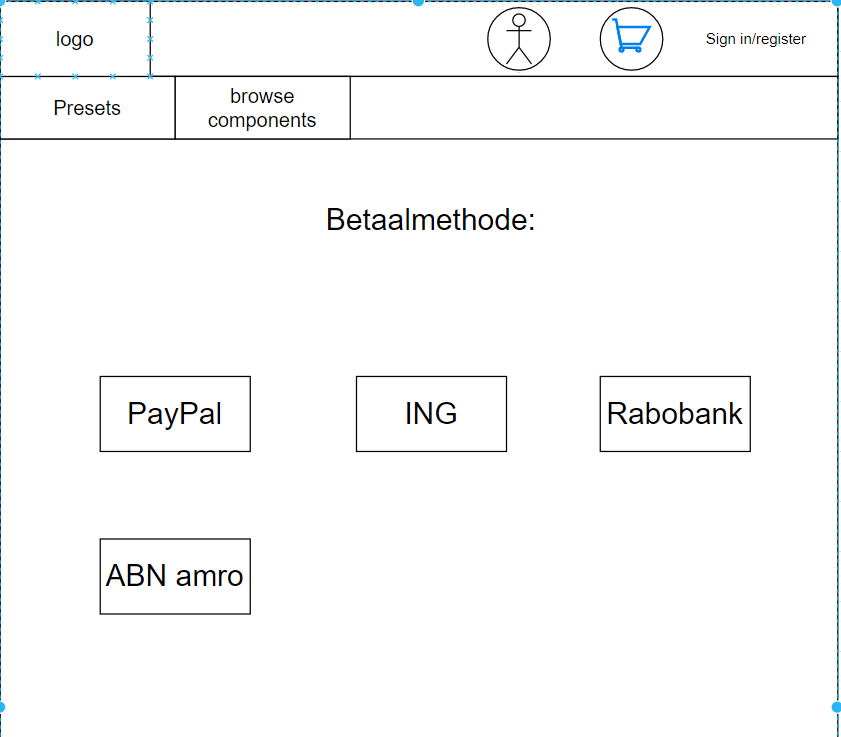 logo
Sign in/register
Presets
browse
components
Betaalmethode:
PayPal
ING
Rabobank
ABN amro